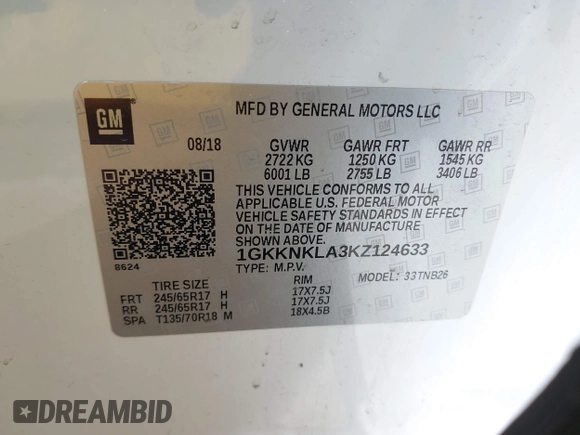 GM
MFD BY GENERAL MOTORS LLC
08/18 GVWR GAWR FRT GAWR RR
2722 KG 1250 KG 1545 KG
6001 LB 2755 LB 3406 LB
THIS VEHICLE CONFORMS TO ALL
APPLICABLE U.S. FEDERAL MOTOR
VEHICLE SAFETY STANDARDS IN EFFECT
ON THE DATE OF MANUFACTURE
1GKKNKLA3KZ124633
8624
TYPE: M.P.V. MODEL: 33TNB26
TIRE SIZE RIM
FRT 245/65R17 H 17X7.5J
RR 245/65R17 H 17X7.5J
SPA T135/70R18 M 18X4.5B
DREAMBID